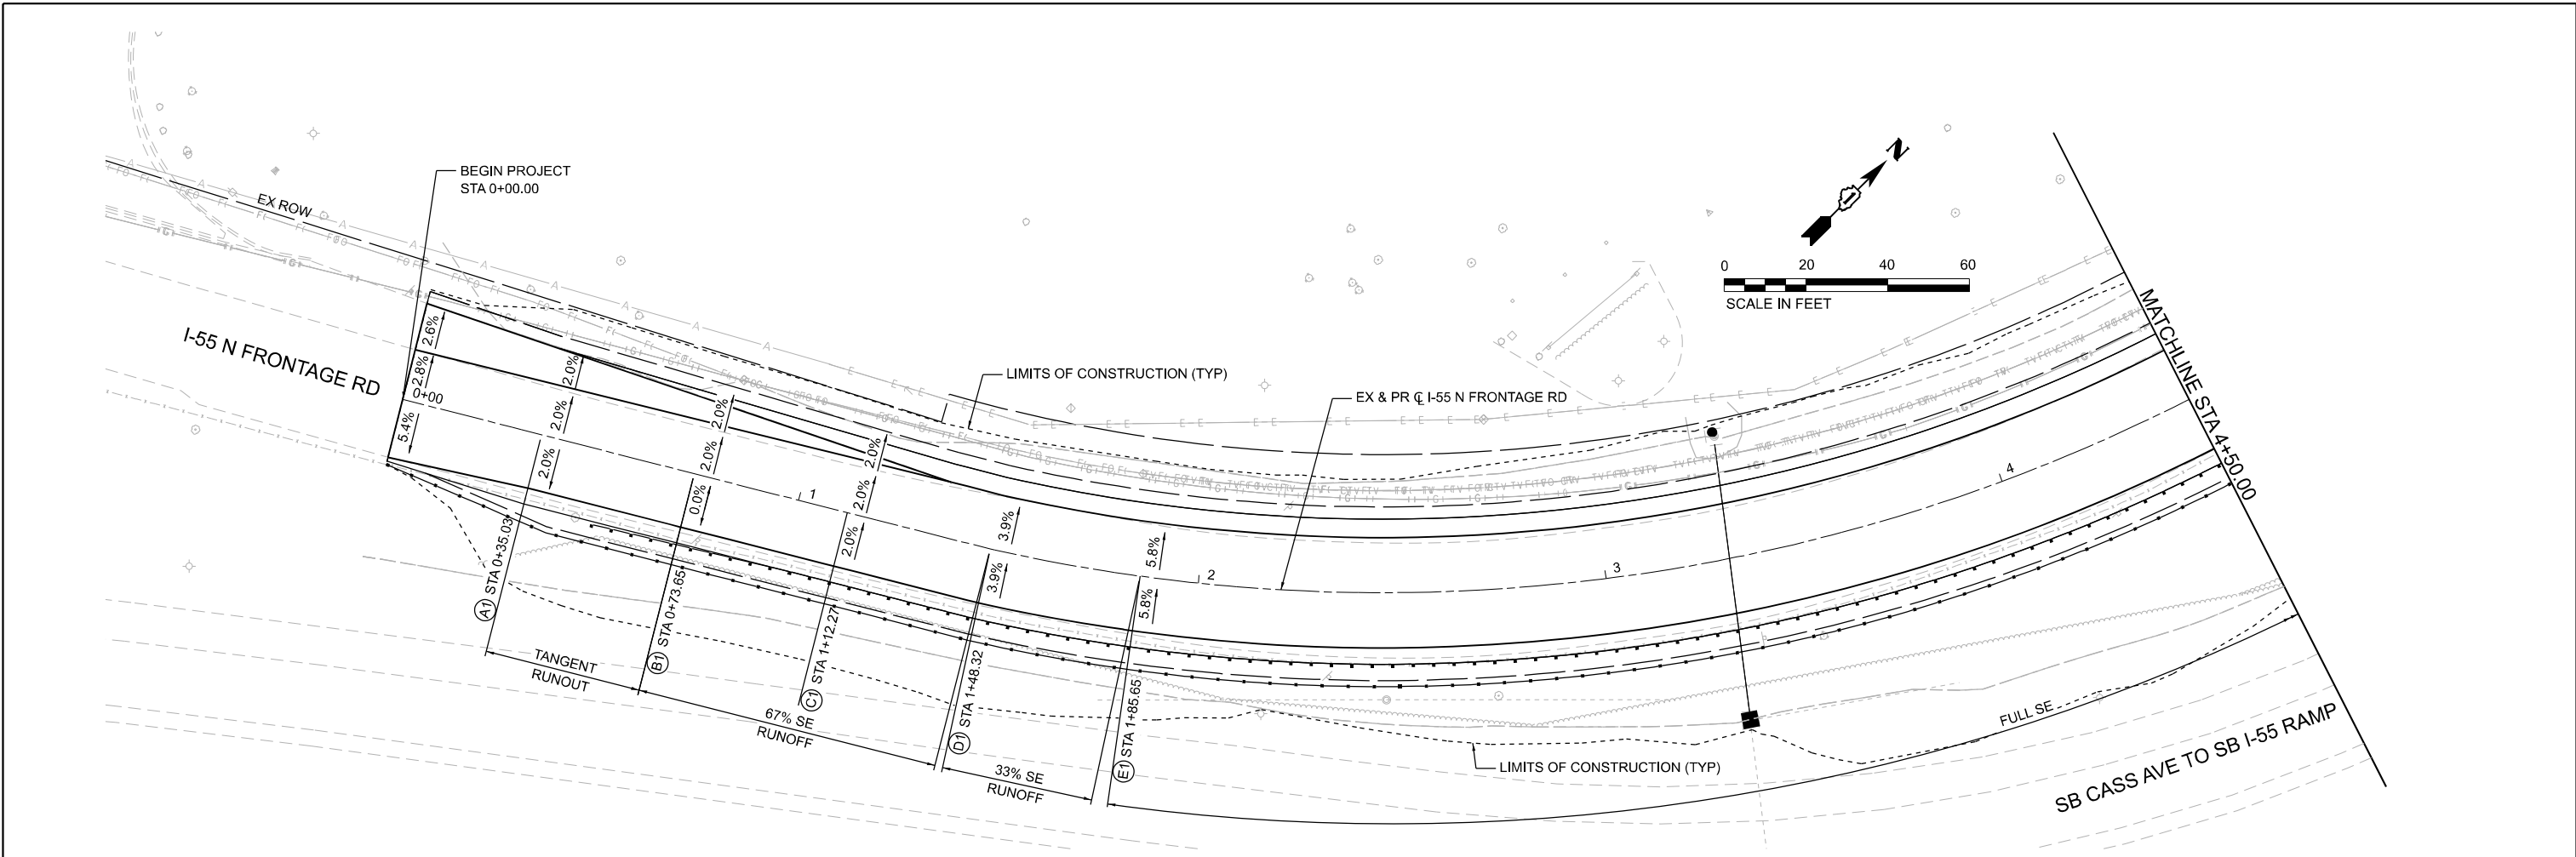 BEGIN PROJECT
STA 0+00.00
EX ROW
I-55 N FRONTAGE RD
2.6%
2.8%
0+00
5.4%
2.0%
2.0%
2.0%
2.0%
2.0%
0.0%
2.0%
2.0%
2.0%
3.9%
3.9%
5.8%
5.8%
1
2
3
4
LIMITS OF CONSTRUCTION (TYP)
EX & PR ℄ I-55 N FRONTAGE RD
N
0 20 40 60
SCALE IN FEET
MATCHLINE STA 4+50.00
A1 STA 0+35.03
B1 STA 0+73.65
C1 STA 1+12.27
D1 STA 1+48.32
E1 STA 1+85.65
TANGENT
RUNOUT
67% SE
RUNOFF
33% SE
RUNOFF
FULL SE
LIMITS OF CONSTRUCTION (TYP)
SB CASS AVE TO SB I-55 RAMP